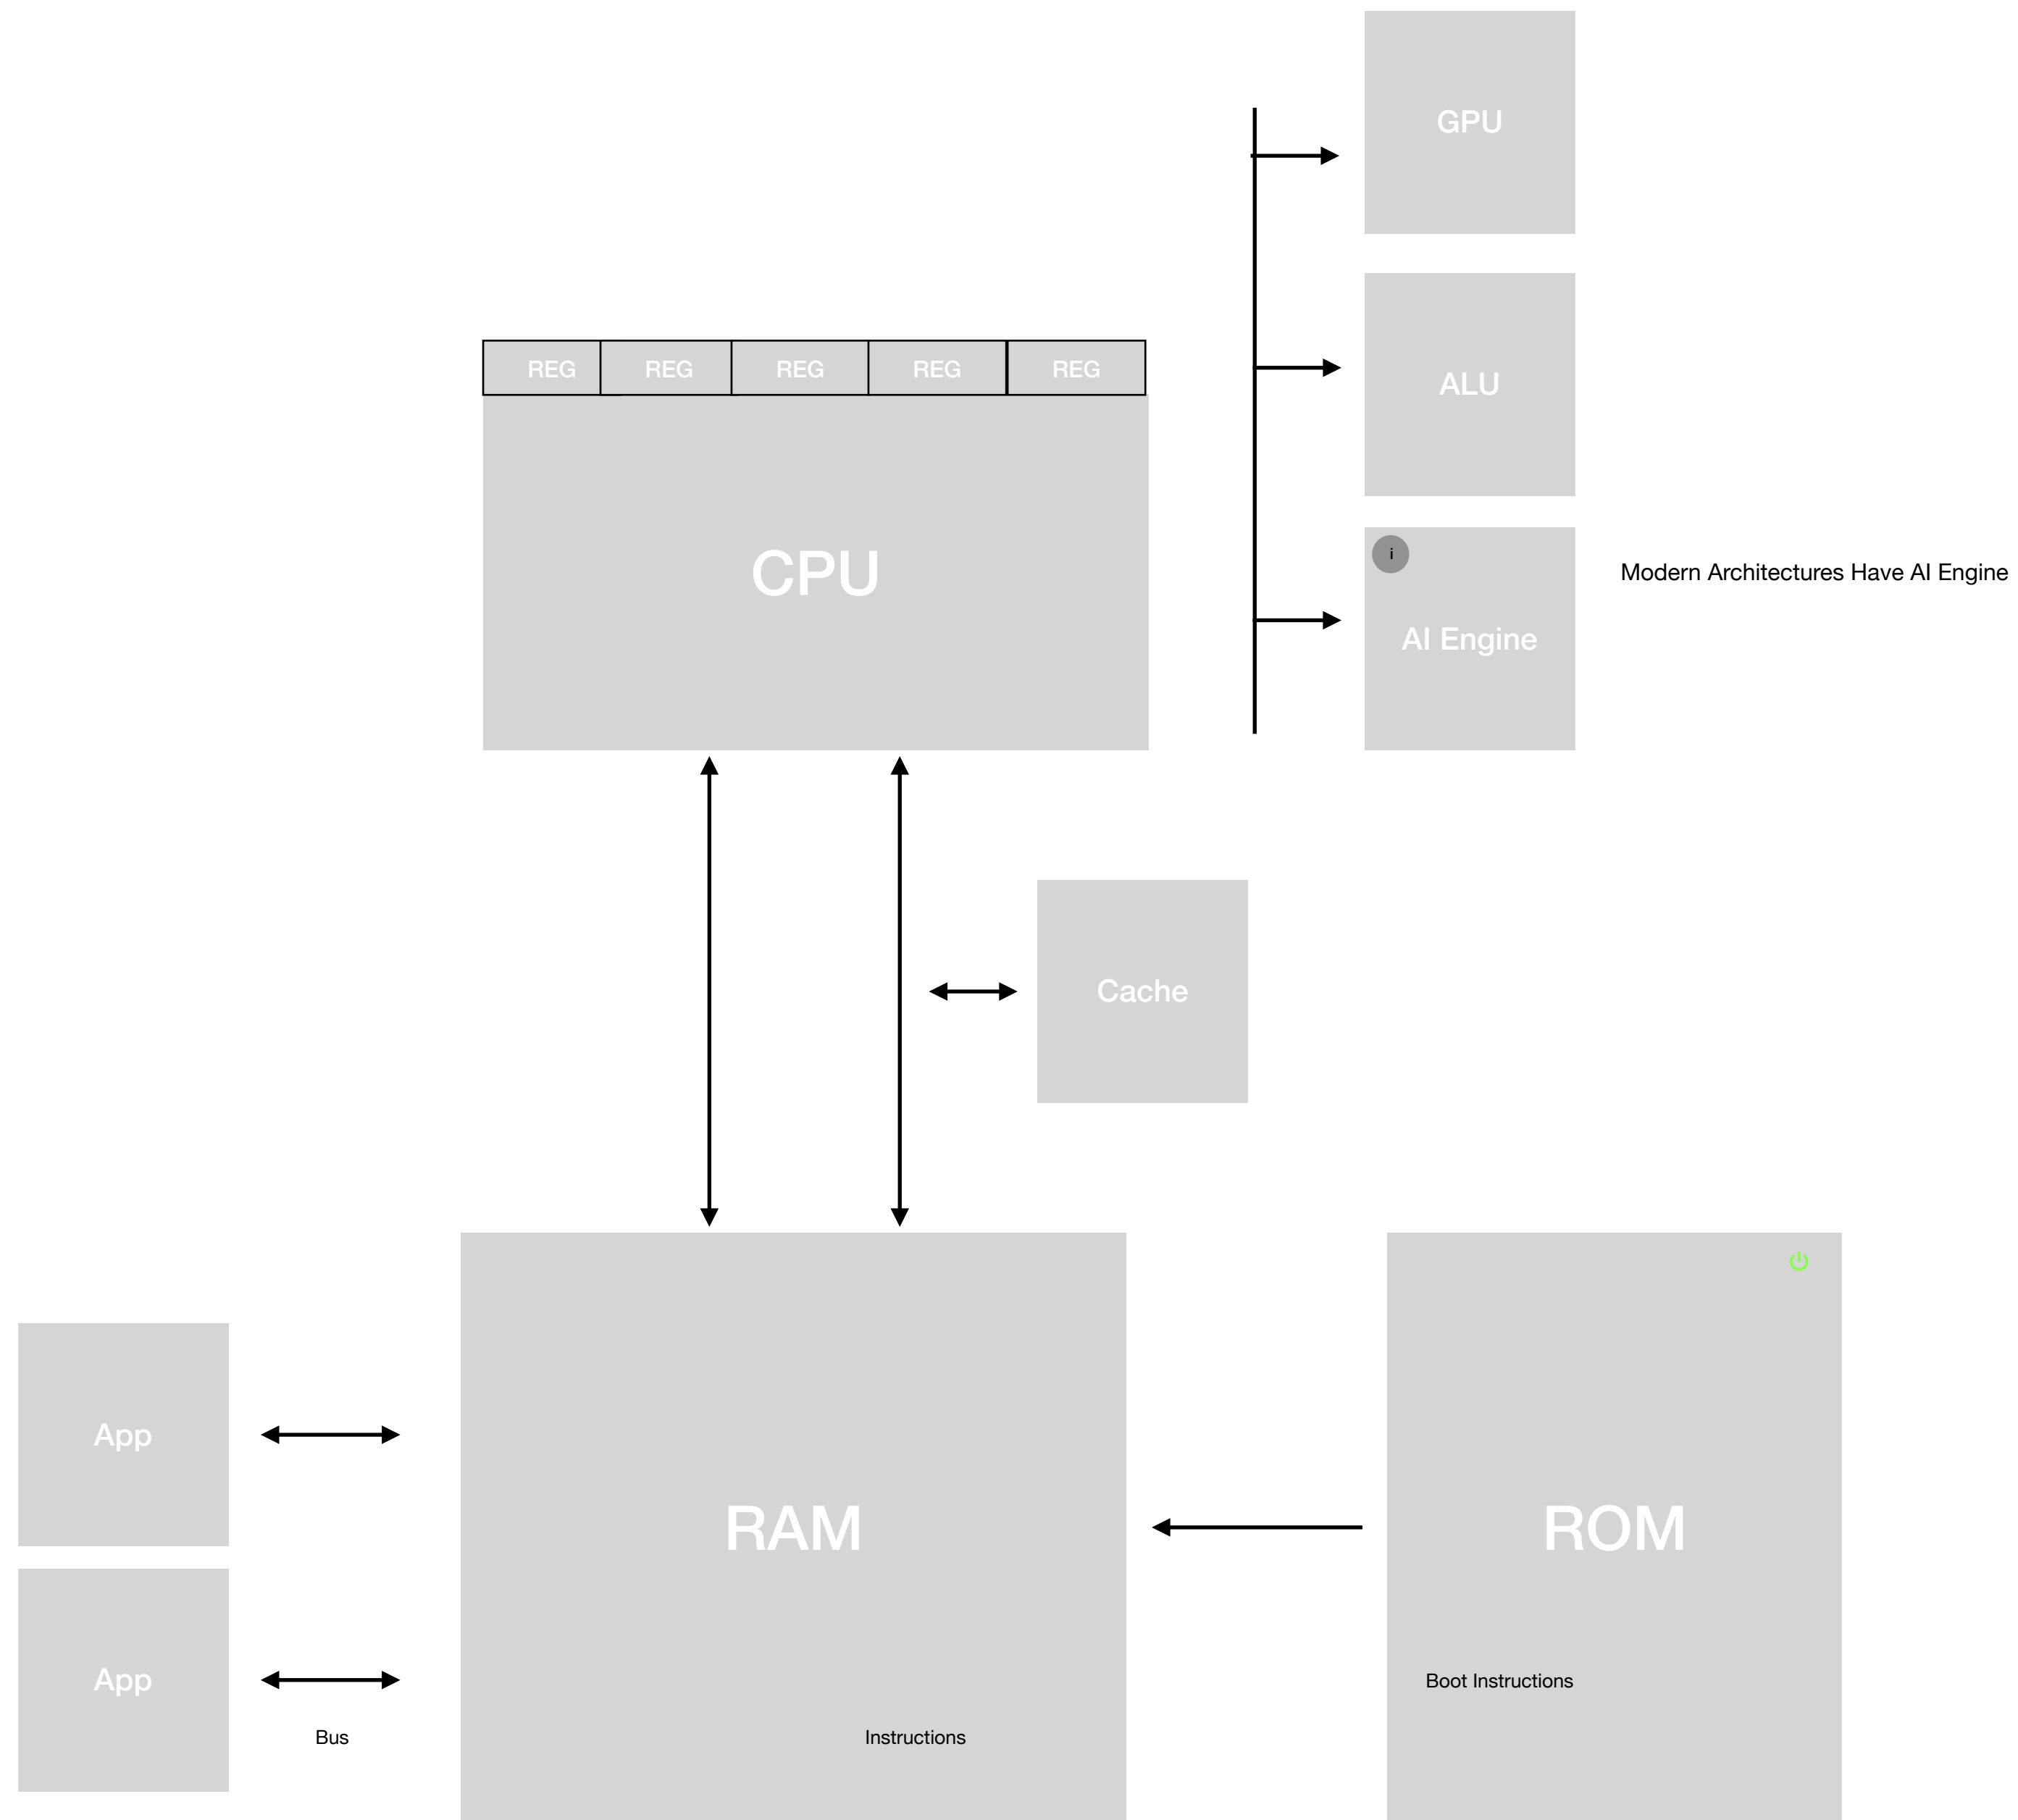 GPU
REG REG REG REG REG
ALU
CPU
i
Modern Architectures Have AI Engine
AI Engine
Cache
App
RAM
ROM
App
Boot Instructions
Bus
Instructions